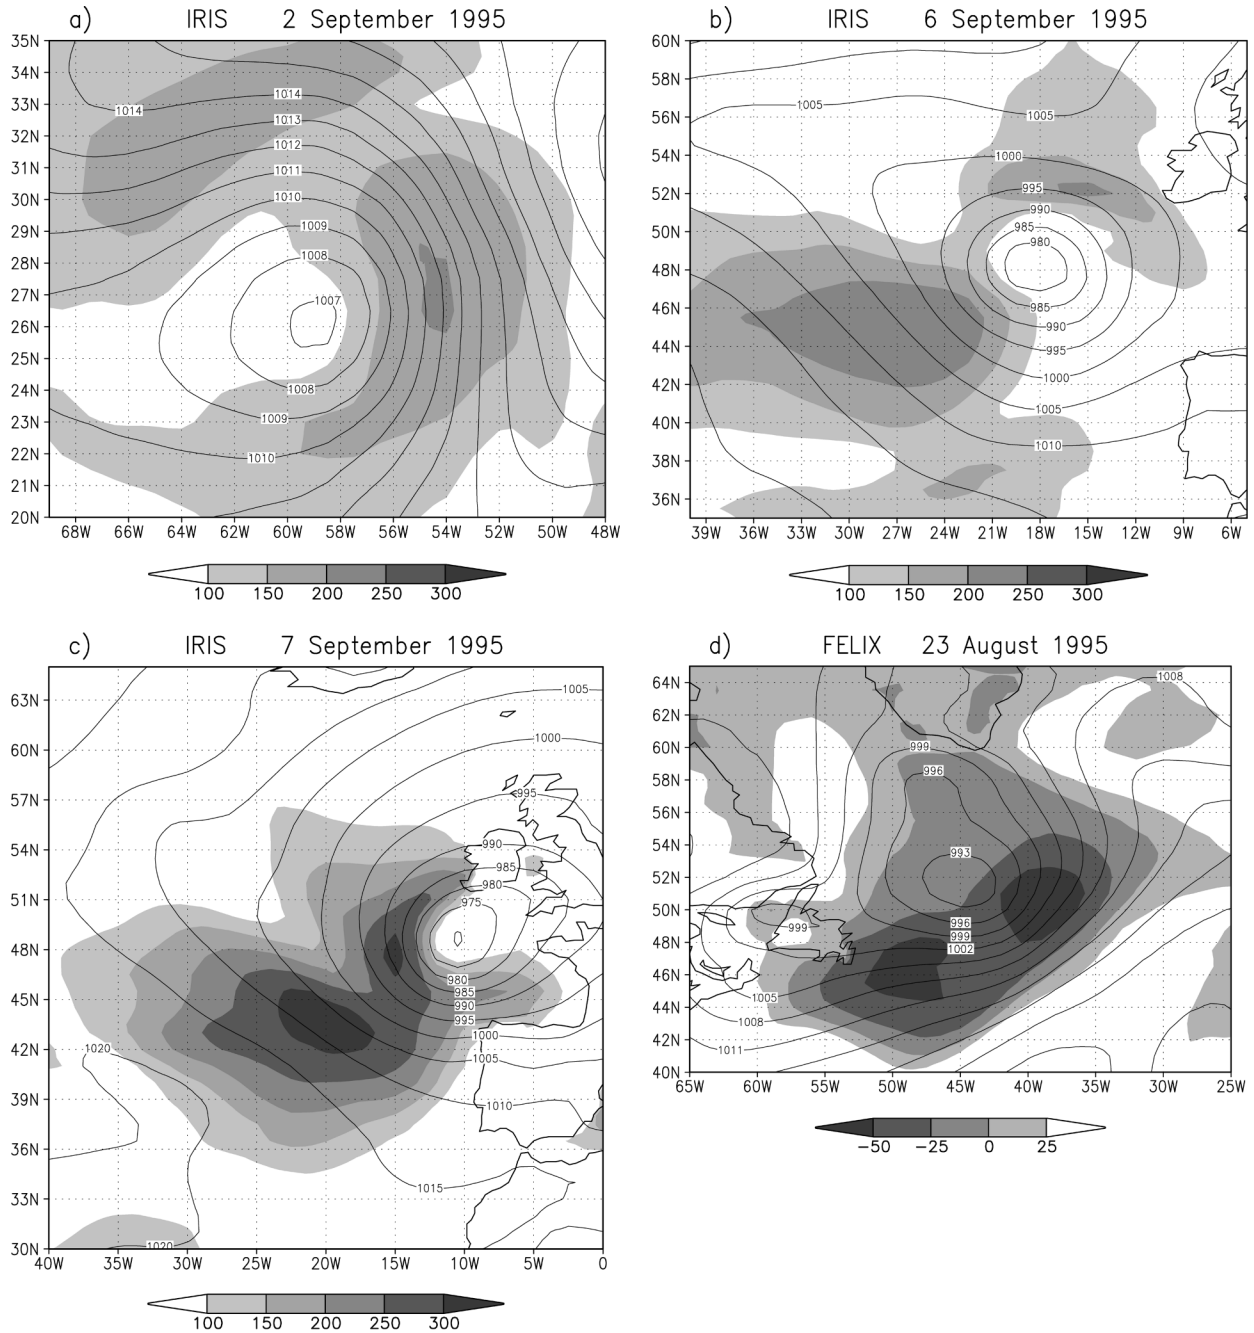 a) IRIS 2 September 1995
35N
34N
33N
32N
31N
30N
29N
28N
27N
26N
25N
24N
23N
22N
21N
20N
1014
1014
1013
1012
1011
1010
1009
1008
1007
1008
1009
1010
68W 66W 64W 62W 60W 58W 56W 54W 52W 50W 48W
100 150 200 250 300
b) IRIS 6 September 1995
60N
58N
56N
54N
52N
50N
48N
46N
44N
42N
40N
38N
36N
1005
1005
1000
995
990
985
980
985
990
995
1000
1005
1010
39W 36W 33W 30W 27W 24W 21W 18W 15W 12W 9W 6W
100 150 200 250 300
c) IRIS 7 September 1995
63N
60N
57N
54N
51N
48N
45N
42N
39N
36N
33N
30N
1005
1000
995
990
985
980
975
980
985
990
995
1000
1005
1020
1010
1015
1020
40W 35W 30W 25W 20W 15W 10W 5W 0
100 150 200 250 300
d) FELIX 23 August 1995
64N
62N
60N
58N
56N
54N
52N
50N
48N
46N
44N
42N
40N
1008
999
996
993
996
999
999
1002
1005
1008
1011
65W 60W 55W 50W 45W 40W 35W 30W 25W
−50 −25 0 25